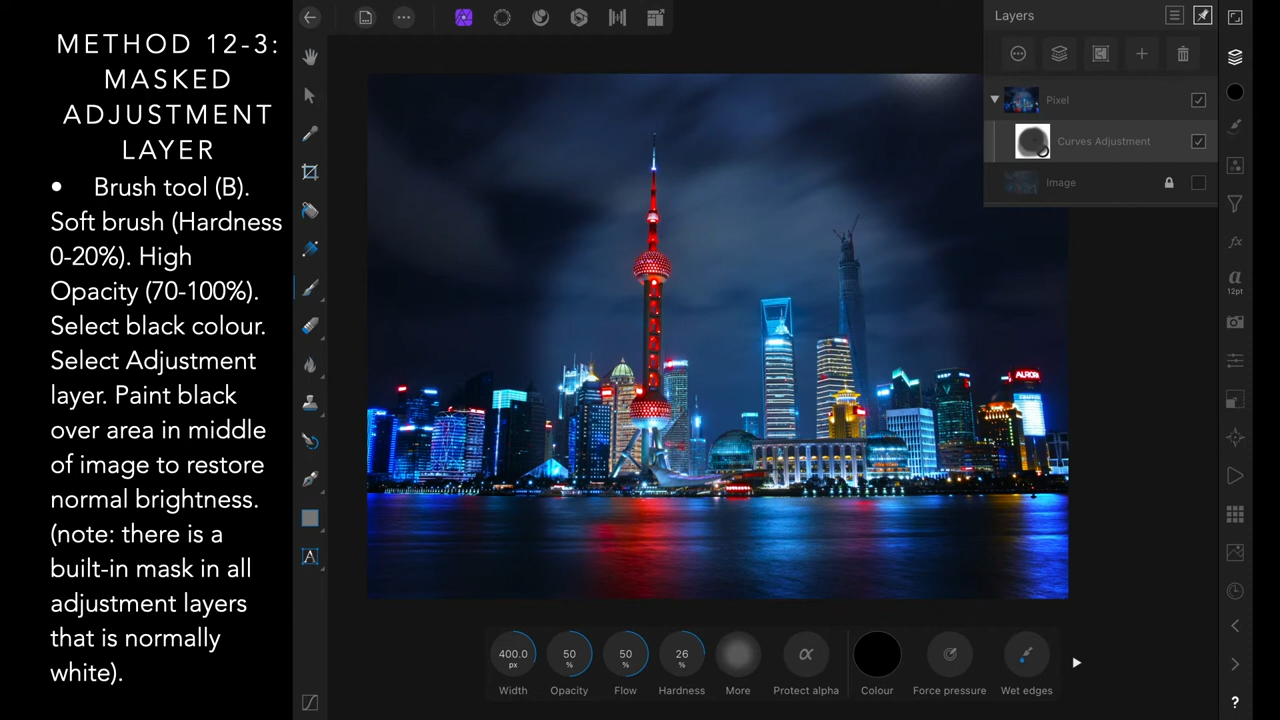 METHOD 12-3:
MASKED
ADJUSTMENT
LAYER
• Brush tool (B).
Soft brush (Hardness
0-20%). High
Opacity (70-100%).
Select black colour.
Select Adjustment
layer. Paint black
over area in middle
of image to restore
normal brightness.
(note: there is a
built-in mask in all
adjustment layers
that is normally
white).
Layers
Pixel
Curves Adjustment
Image
fx
a
12pt
A
AURORA
400.0
px
50
%
50
%
26
%
α
Width
Opacity
Flow
Hardness
More
Protect alpha
Colour
Force pressure
Wet edges
?